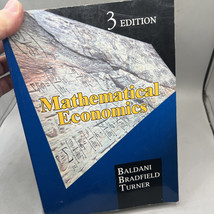 3 EDITION
Mathematical
Economics
BALDANI
BRADFIELD
TURNER